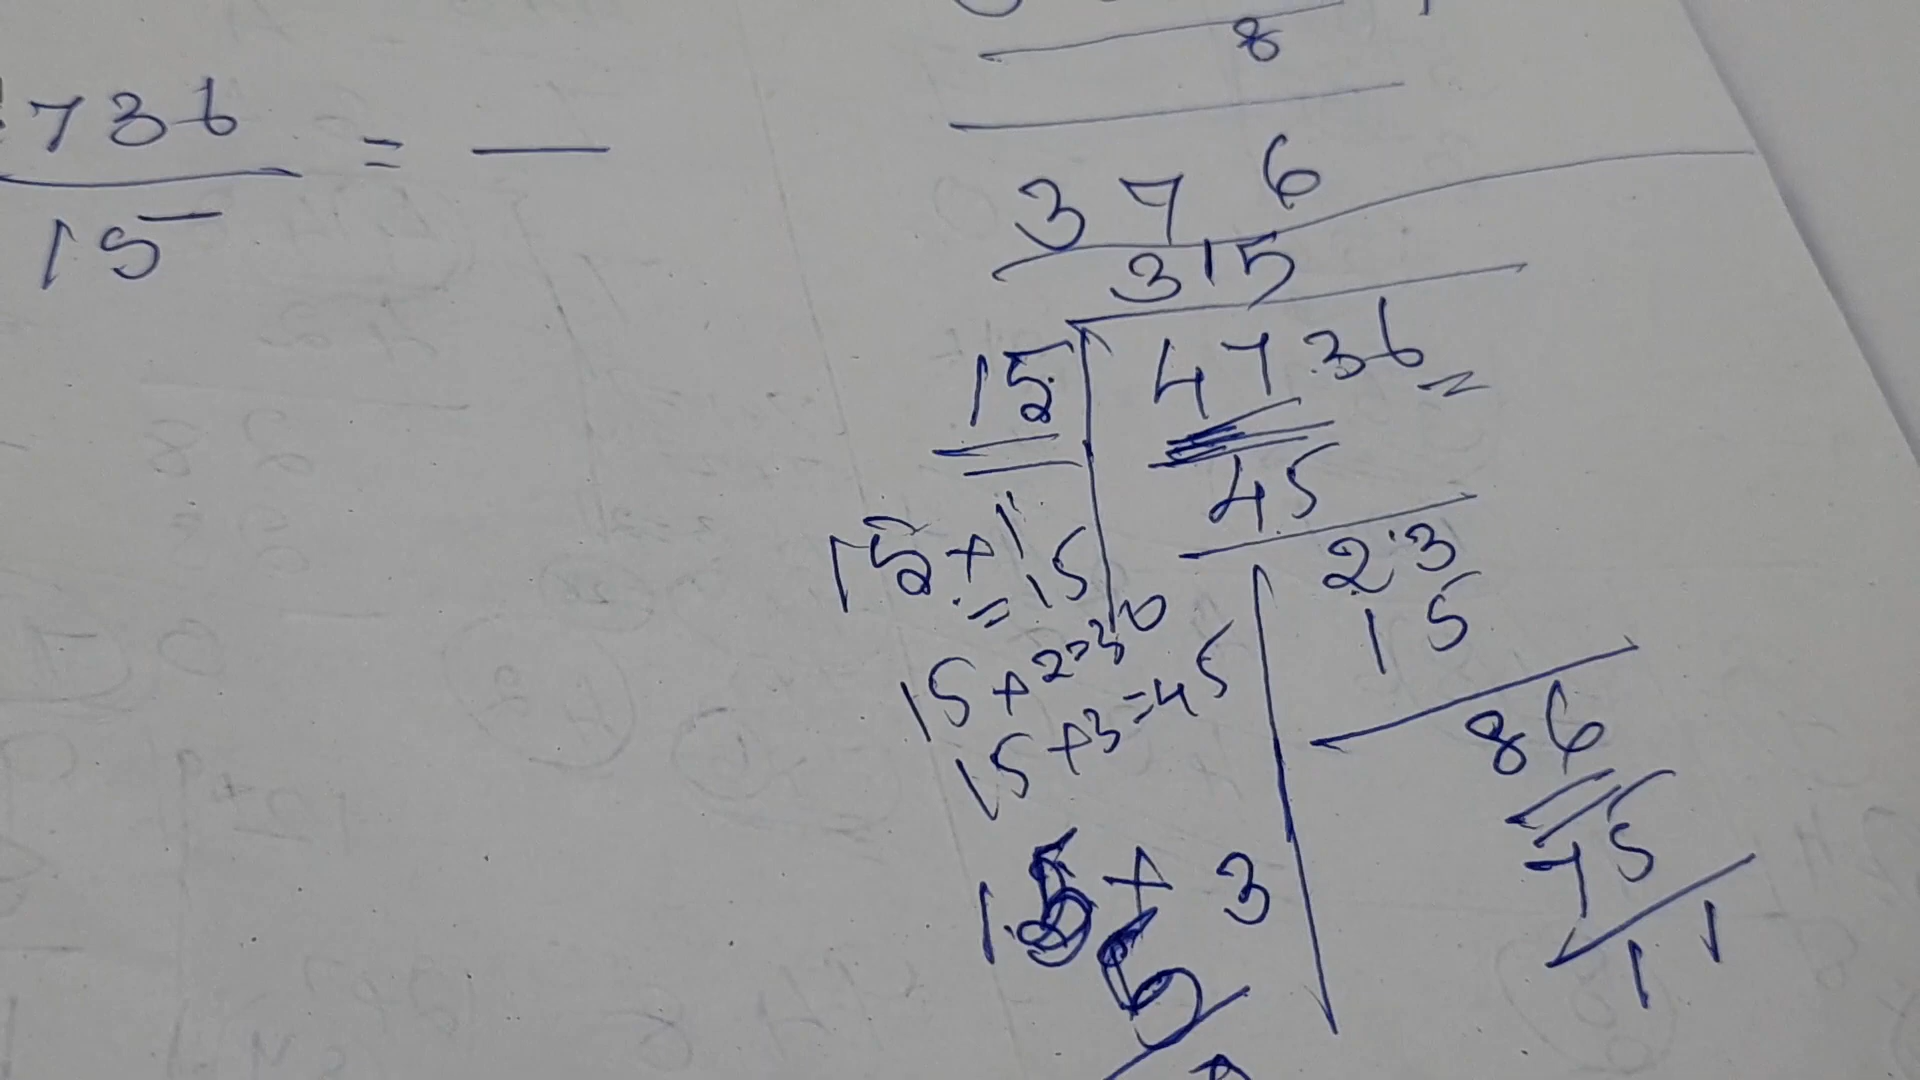 8
736
— = —
15
376
315
15 4736
45
15 × 1
= 15
23
15
15 × 2 = 30
15 × 3 = 45
86
75
15 × 3
5
11